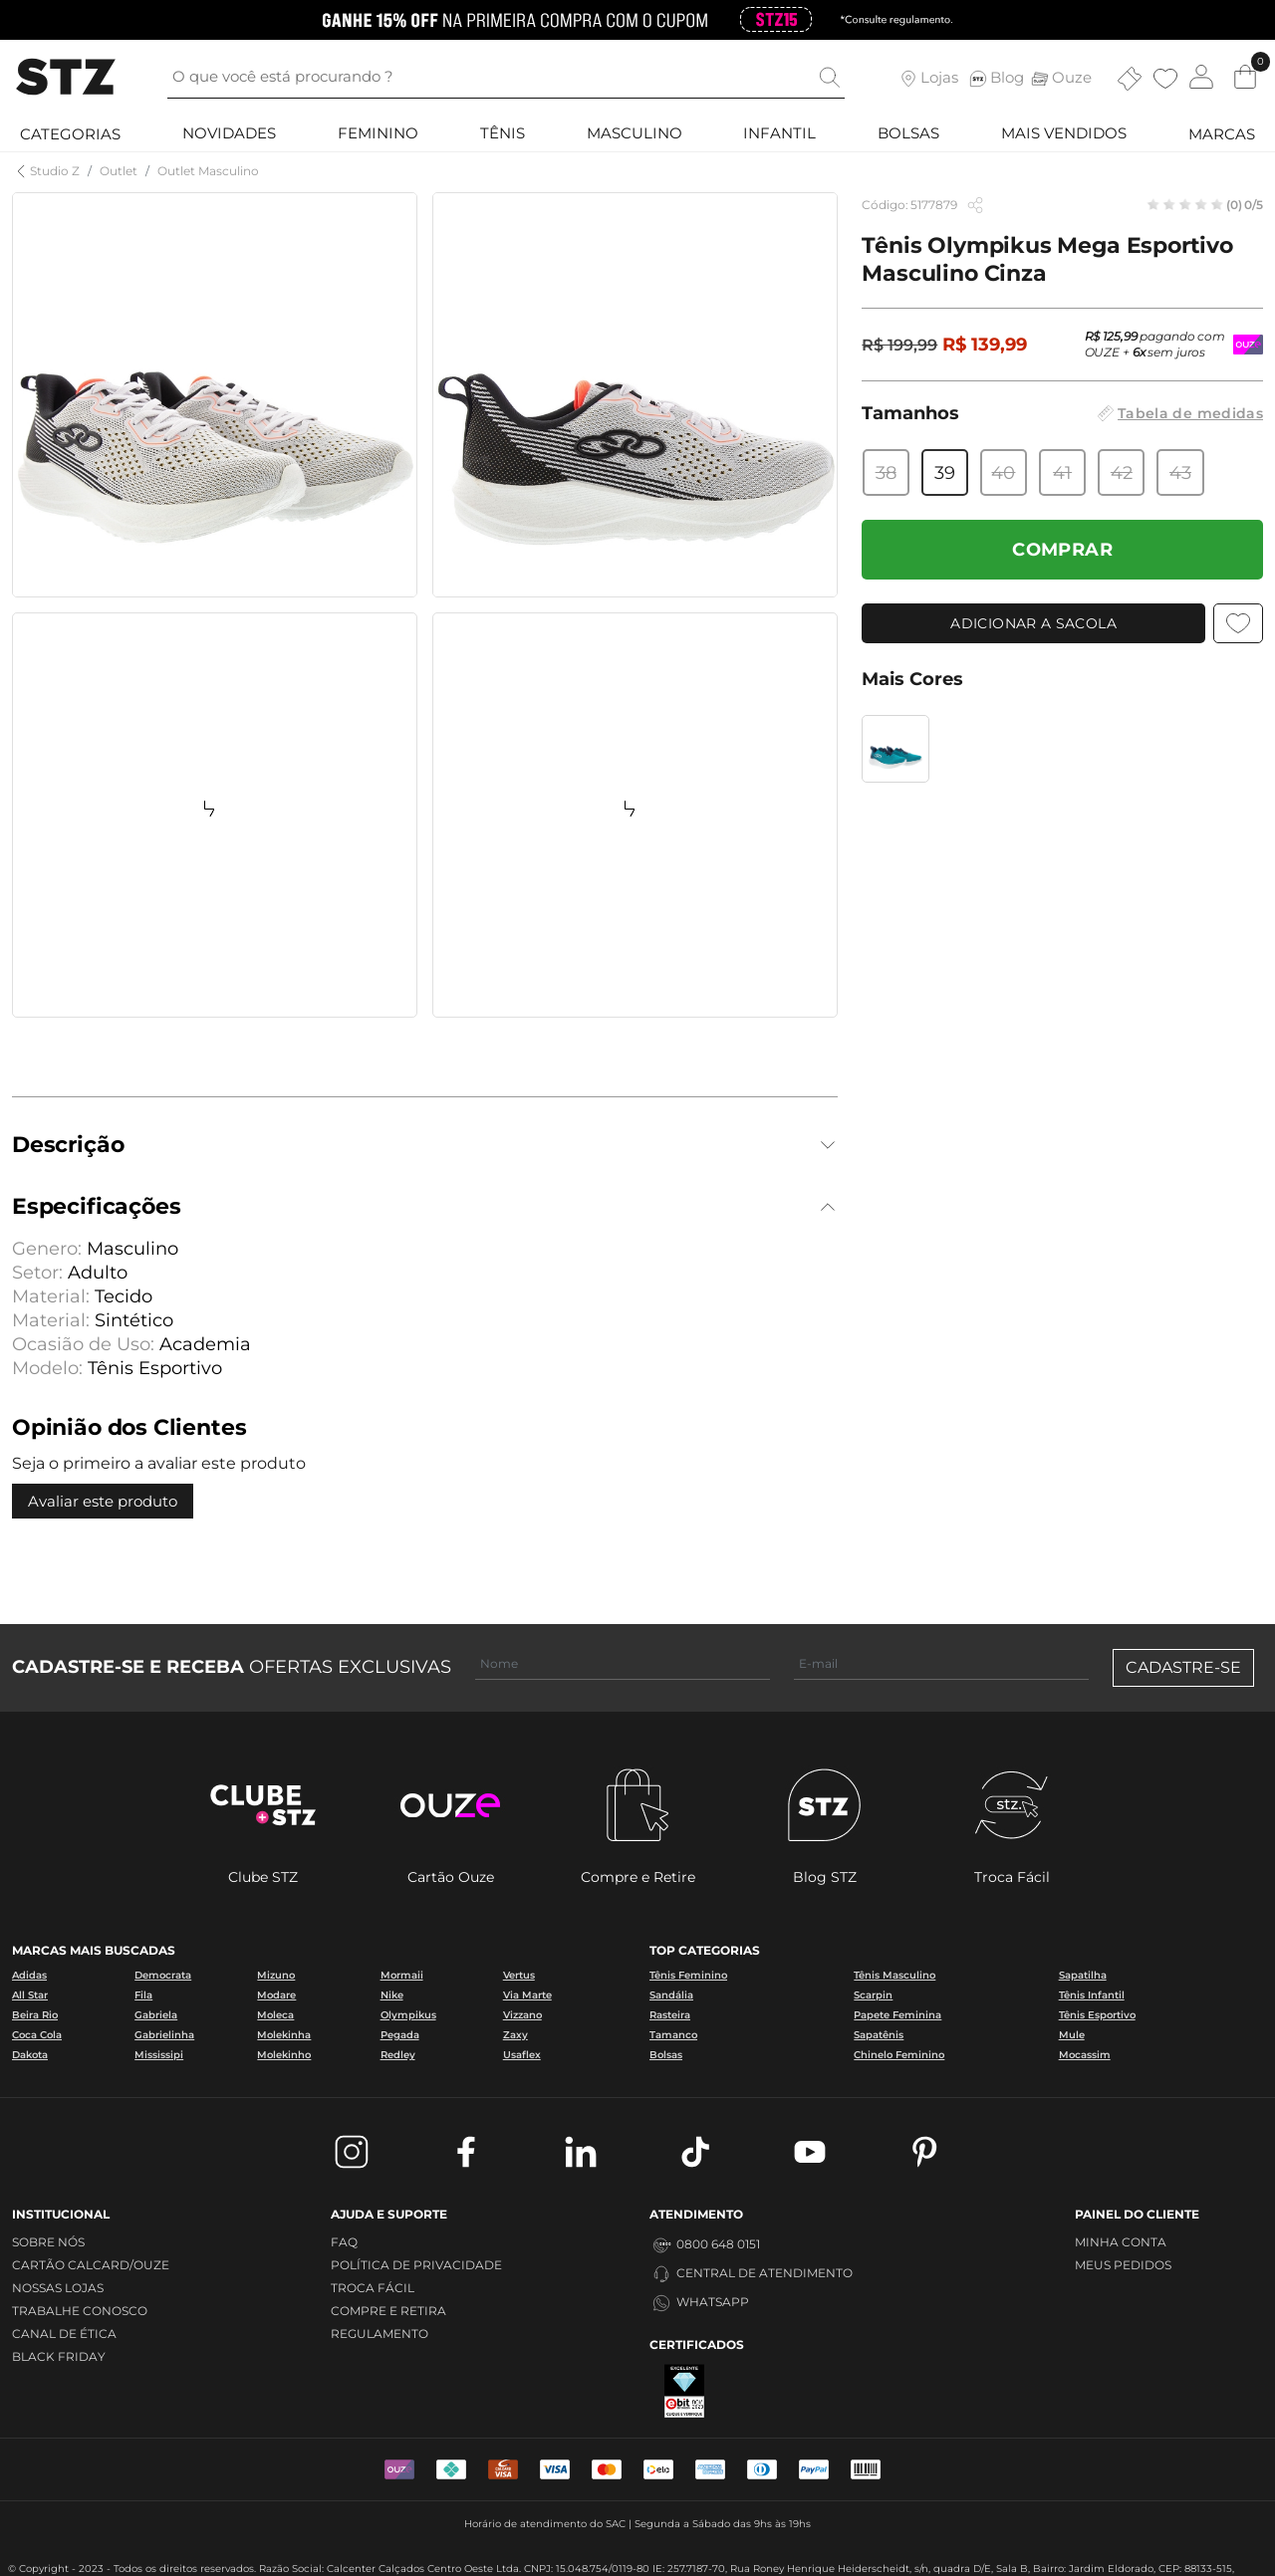 GANHE 15% OFF NA PRIMEIRA COMPRA COM O CUPOM STZ15 *Consulte regulamento.
STZ
O que você está procurando ?
Lojas
STZ
Blog
Ouze
0
CATEGORIAS NOVIDADES FEMININO TÊNIS MASCULINO INFANTIL BOLSAS MAIS VENDIDOS MARCAS
Studio Z / Outlet / Outlet Masculino
Código: 5177879
(0) 0/5
Tênis Olympikus Mega Esportivo
Masculino Cinza
R$ 199,99 R$ 139,99
R$ 125,99 pagando com
OUZE + 6x sem juros
OUZE
Tamanhos
Tabela de medidas
38 39 40 41 42 43
COMPRAR
ADICIONAR A SACOLA
Mais Cores
Descrição
Especificações
Genero: Masculino
Setor: Adulto
Material: Tecido
Material: Sintético
Ocasião de Uso: Academia
Modelo: Tênis Esportivo
Opinião dos Clientes
Seja o primeiro a avaliar este produto
Avaliar este produto
CADASTRE-SE E RECEBA OFERTAS EXCLUSIVAS
Nome
E-mail
CADASTRE-SE
CLUBE
+STZ
ouze
STZ
stz.
Clube STZ
Cartão Ouze
Compre e Retire
Blog STZ
Troca Fácil
MARCAS MAIS BUSCADAS
Adidas Democrata Mizuno Mormaii Vertus
All Star Fila Modare Nike Via Marte
Beira Rio Gabriela Moleca Olympikus Vizzano
Coca Cola Gabrielinha Molekinha Pegada Zaxy
Dakota Mississipi Molekinho Redley Usaflex
TOP CATEGORIAS
Tênis Feminino Tênis Masculino Sapatilha
Sandália Scarpin Tênis Infantil
Rasteira Papete Feminina Tênis Esportivo
Tamanco Sapatênis Mule
Bolsas Chinelo Feminino Mocassim
in
INSTITUCIONAL
SOBRE NÓS
CARTÃO CALCARD/OUZE
NOSSAS LOJAS
TRABALHE CONOSCO
CANAL DE ÉTICA
BLACK FRIDAY
AJUDA E SUPORTE
FAQ
POLÍTICA DE PRIVACIDADE
TROCA FÁCIL
COMPRE E RETIRA
REGULAMENTO
ATENDIMENTO
0800 648 0151
CENTRAL DE ATENDIMENTO
WHATSAPP
CERTIFICADOS
EXCELENTE
ebit
PAINEL DO CLIENTE
MINHA CONTA
MEUS PEDIDOS
OUZ
VISA
VISA
elo
PayPal
Horário de atendimento do SAC | Segunda a Sábado das 9hs às 19hs
© Copyright - 2023 - Todos os direitos reservados. Razão Social: Calcenter Calçados Centro Oeste Ltda. CNPJ: 15.048.754/0119-80 IE: 257.7187-70, Rua Roney Henrique Heiderscheidt, s/n, quadra D/E, Sala B, Bairro: Jardim Eldorado, CEP: 88133-515,